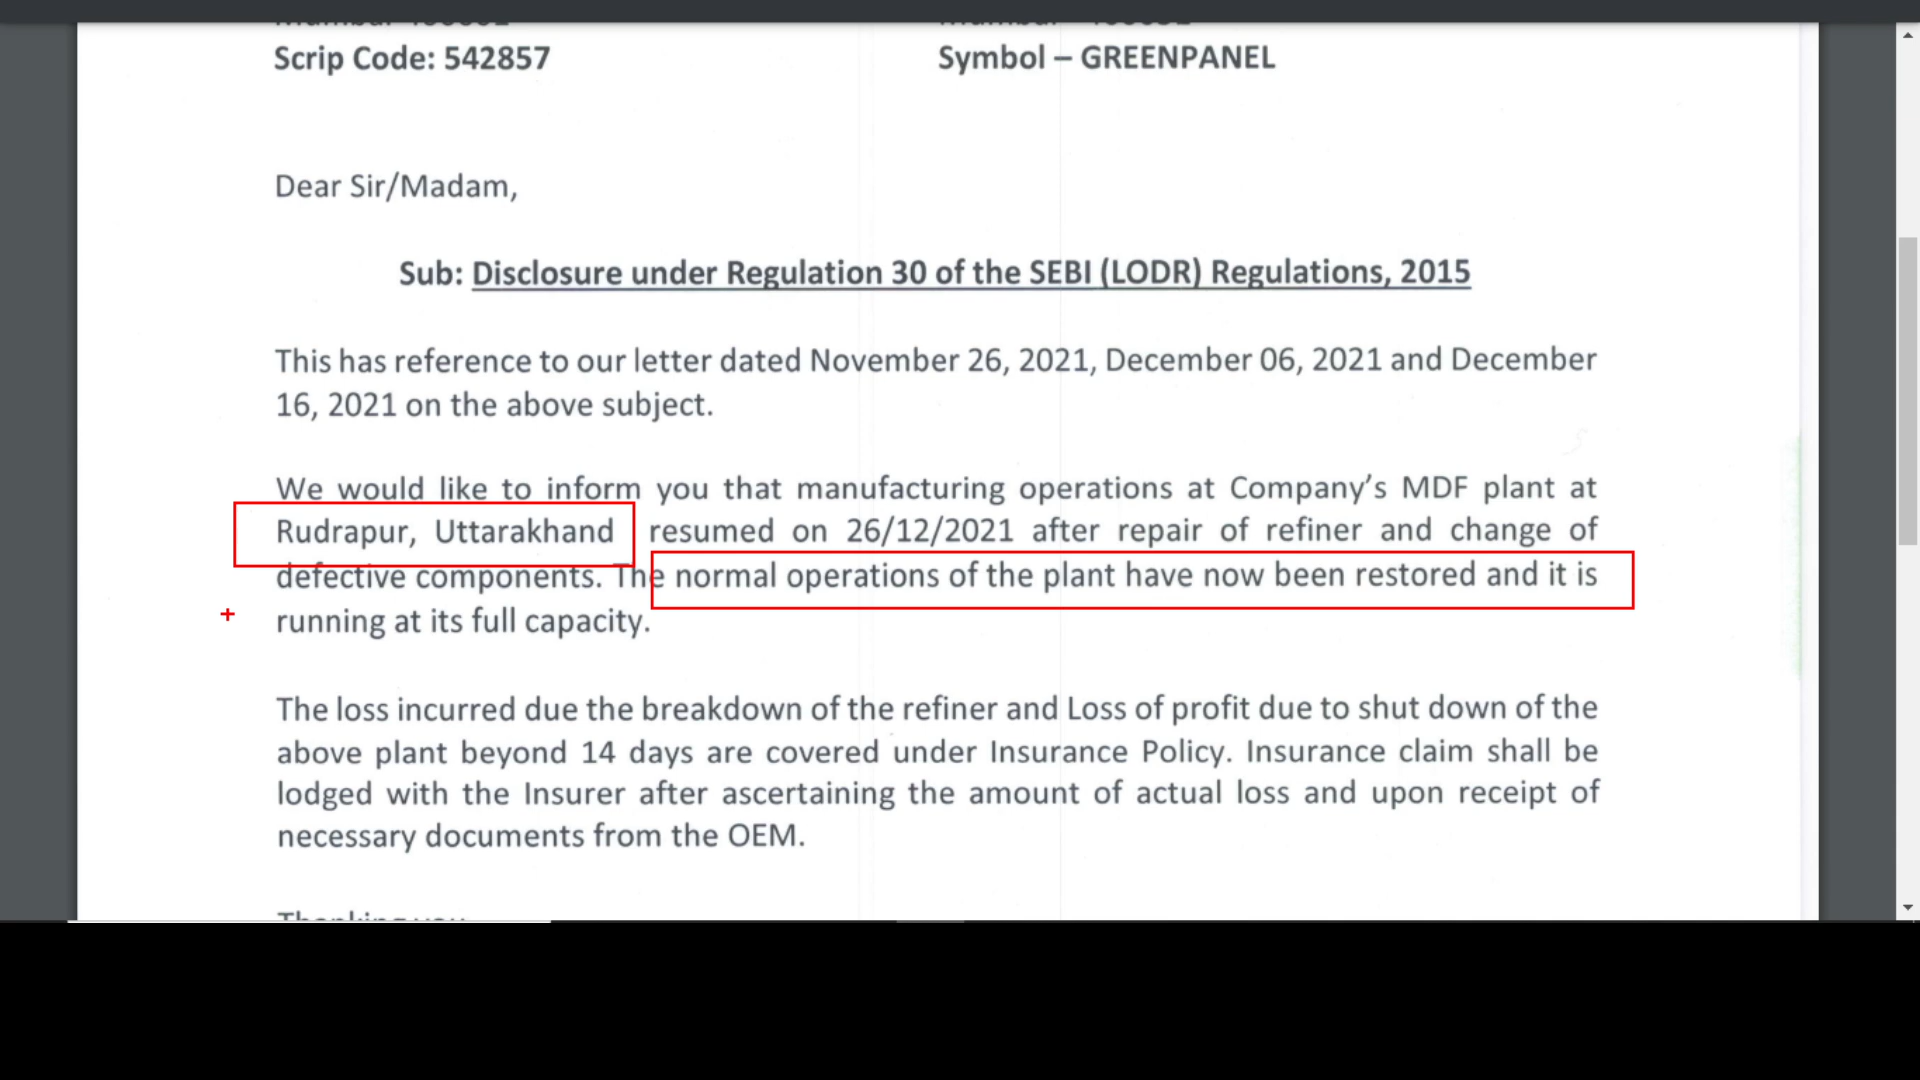 Scrip Code: 542857
Symbol – GREENPANEL
Dear Sir/Madam,
Sub: Disclosure under Regulation 30 of the SEBI (LODR) Regulations, 2015
This has reference to our letter dated November 26, 2021, December 06, 2021 and December
16, 2021 on the above subject.
We would like to inform you that manufacturing operations at Company's MDF plant at
Rudrapur, Uttarakhand resumed on 26/12/2021 after repair of refiner and change of
defective components. The normal operations of the plant have now been restored and it is
running at its full capacity.
The loss incurred due the breakdown of the refiner and Loss of profit due to shut down of the
above plant beyond 14 days are covered under Insurance Policy. Insurance claim shall be
lodged with the Insurer after ascertaining the amount of actual loss and upon receipt of
necessary documents from the OEM.